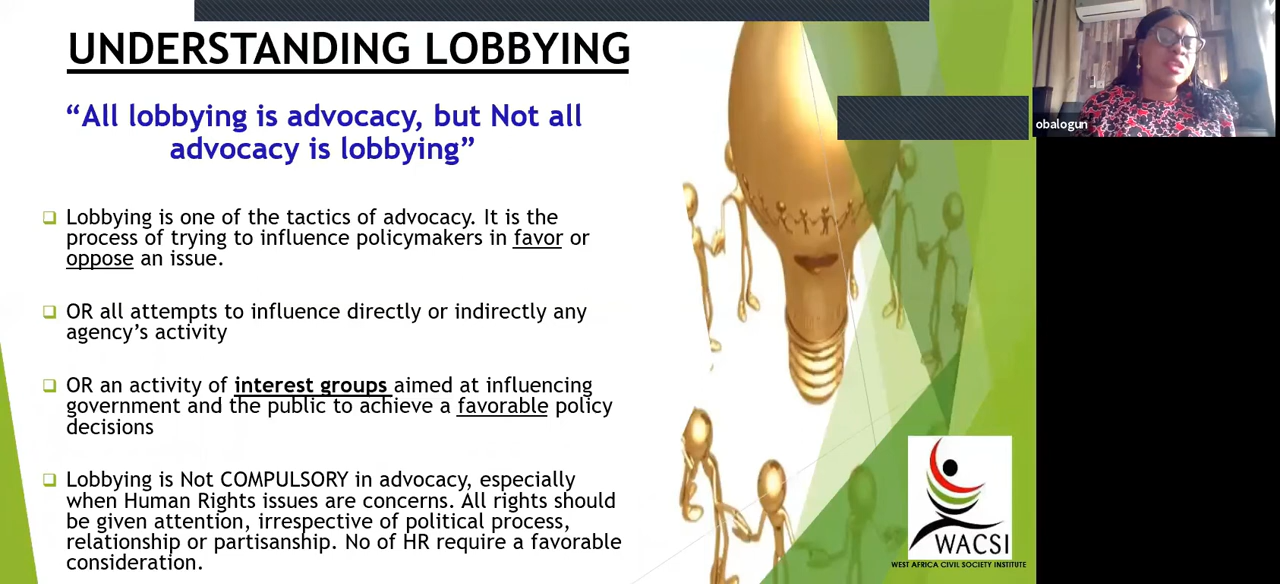 UNDERSTANDING LOBBYING
“All lobbying is advocacy, but Not all
advocacy is lobbying”
Lobbying is one of the tactics of advocacy. It is the
process of trying to influence policymakers in favor or
oppose an issue.
OR all attempts to influence directly or indirectly any
agency’s activity
OR an activity of interest groups aimed at influencing
government and the public to achieve a favorable policy
decisions
Lobbying is Not COMPULSORY in advocacy, especially
when Human Rights issues are concerns. All rights should
be given attention, irrespective of political process,
relationship or partisanship. No of HR require a favorable
consideration.
obalogun
WACSI
WEST AFRICA CIVIL SOCIETY INSTITUTE